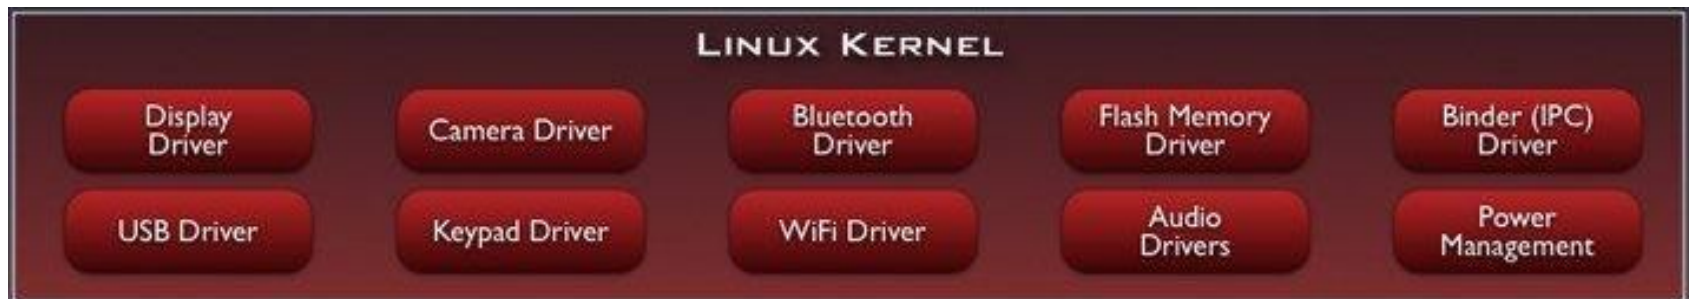 LINUX KERNEL
Display
Driver
Camera Driver
Bluetooth
Driver
Flash Memory
Driver
Binder (IPC)
Driver
USB Driver
Keypad Driver
WiFi Driver
Audio
Drivers
Power
Management